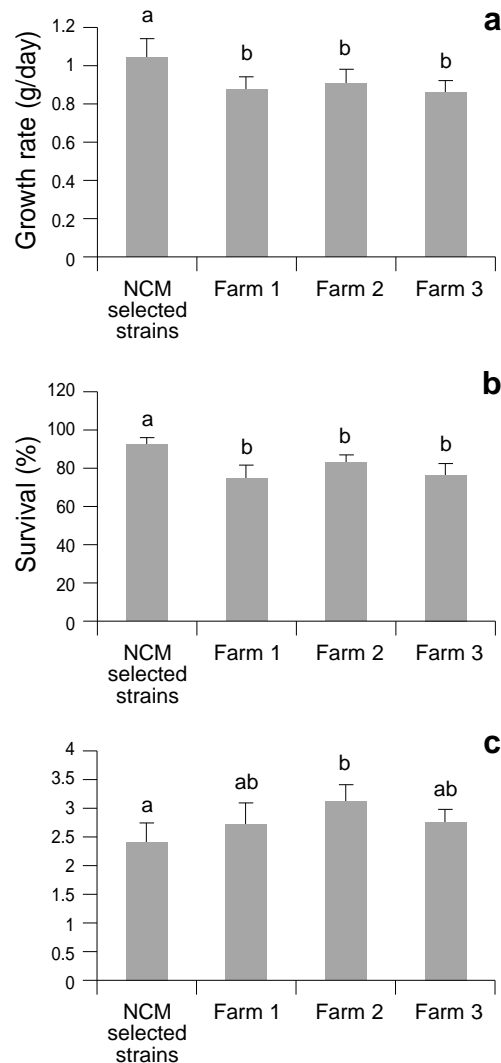 a
1.2
1
0.8
0.6
0.4
0.2
0
Growth rate (g/day)
a
b
b
b
NCM
selected
strains
Farm 1
Farm 2
Farm 3
b
120
100
80
60
40
20
0
Survival (%)
a
b
b
b
NCM
selected
strains
Farm 1
Farm 2
Farm 3
c
4
3.5
3
2.5
2
1.5
1
0.5
0
a
ab
b
ab
NCM
selected
strains
Farm 1
Farm 2
Farm 3